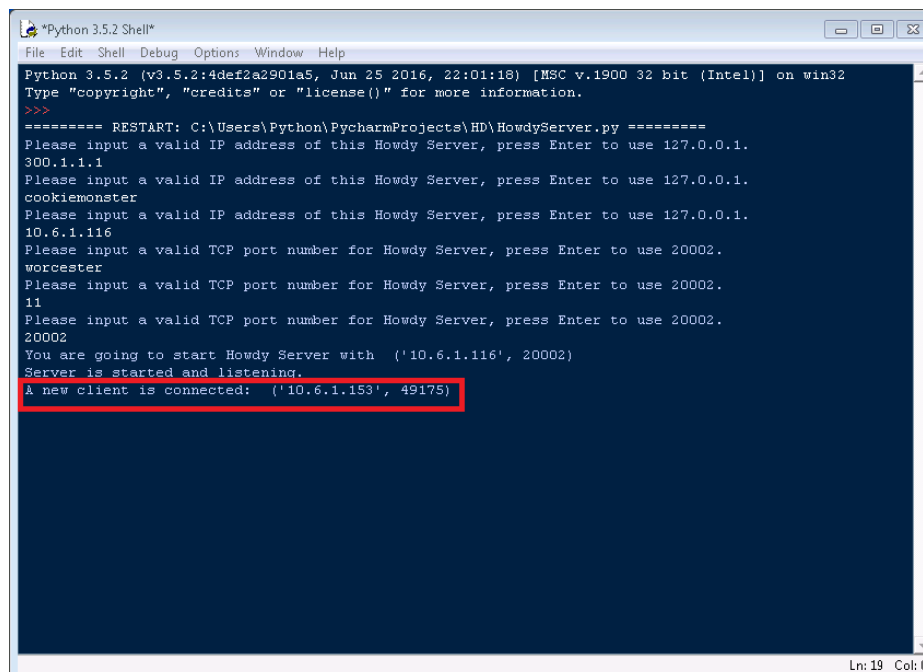 *Python 3.5.2 Shell*
File Edit Shell Debug Options Window Help
Python 3.5.2 (v3.5.2:4def2a2901a5, Jun 25 2016, 22:01:18) [MSC v.1900 32 bit (Intel)] on win32
Type "copyright", "credits" or "license()" for more information.
>>>
========= RESTART: C:\Users\Python\PycharmProjects\HD\HowdyServer.py =========
Please input a valid IP address of this Howdy Server, press Enter to use 127.0.0.1.
300.1.1.1
Please input a valid IP address of this Howdy Server, press Enter to use 127.0.0.1.
cookiemonster
Please input a valid IP address of this Howdy Server, press Enter to use 127.0.0.1.
10.6.1.116
Please input a valid TCP port number for Howdy Server, press Enter to use 20002.
worcester
Please input a valid TCP port number for Howdy Server, press Enter to use 20002.
11
Please input a valid TCP port number for Howdy Server, press Enter to use 20002.
20002
You are going to start Howdy Server with  ('10.6.1.116', 20002)
Server is started and listening.
A new client is connected:  ('10.6.1.153', 49175)
Ln: 19 Col: